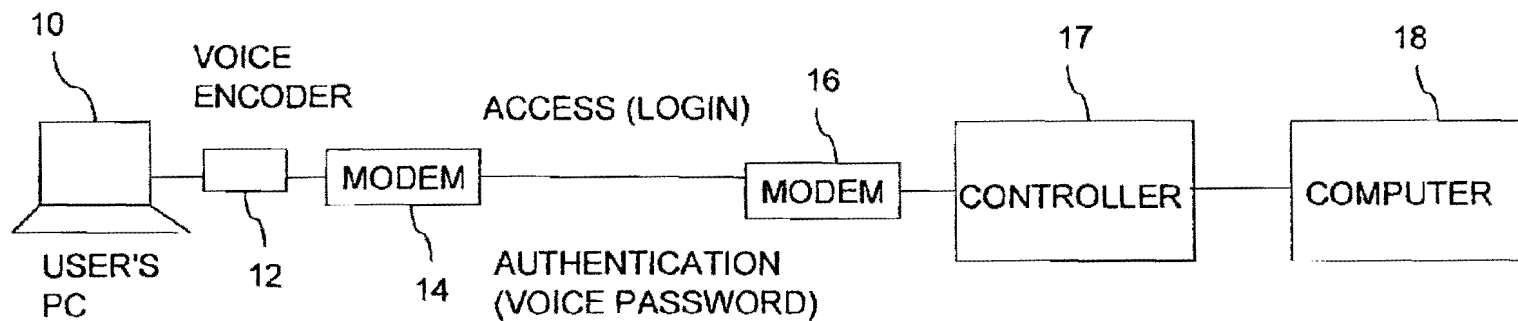 10
VOICE
ENCODER
ACCESS (LOGIN)
16
17
18
MODEM
MODEM
CONTROLLER
COMPUTER
USER'S
PC
12
14
AUTHENTICATION
(VOICE PASSWORD)